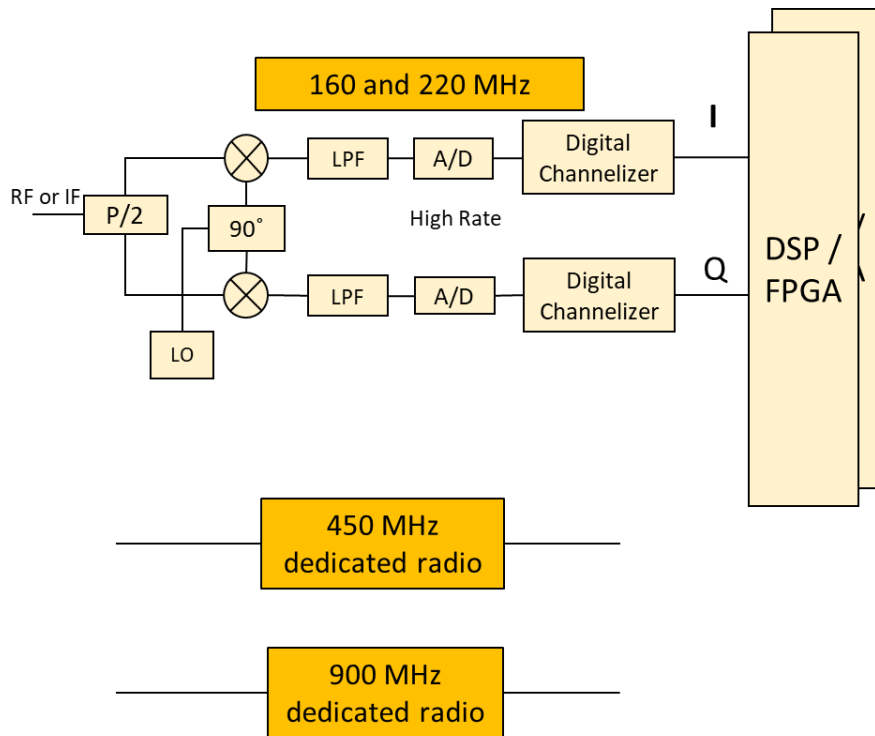 160 and 220 MHz
I
Digital
Channelizer
LPF
A/D
RF or IF
P/2
90°
High Rate
DSP /
FPGA
Q
Digital
Channelizer
LPF
A/D
LO
450 MHz
dedicated radio
900 MHz
dedicated radio